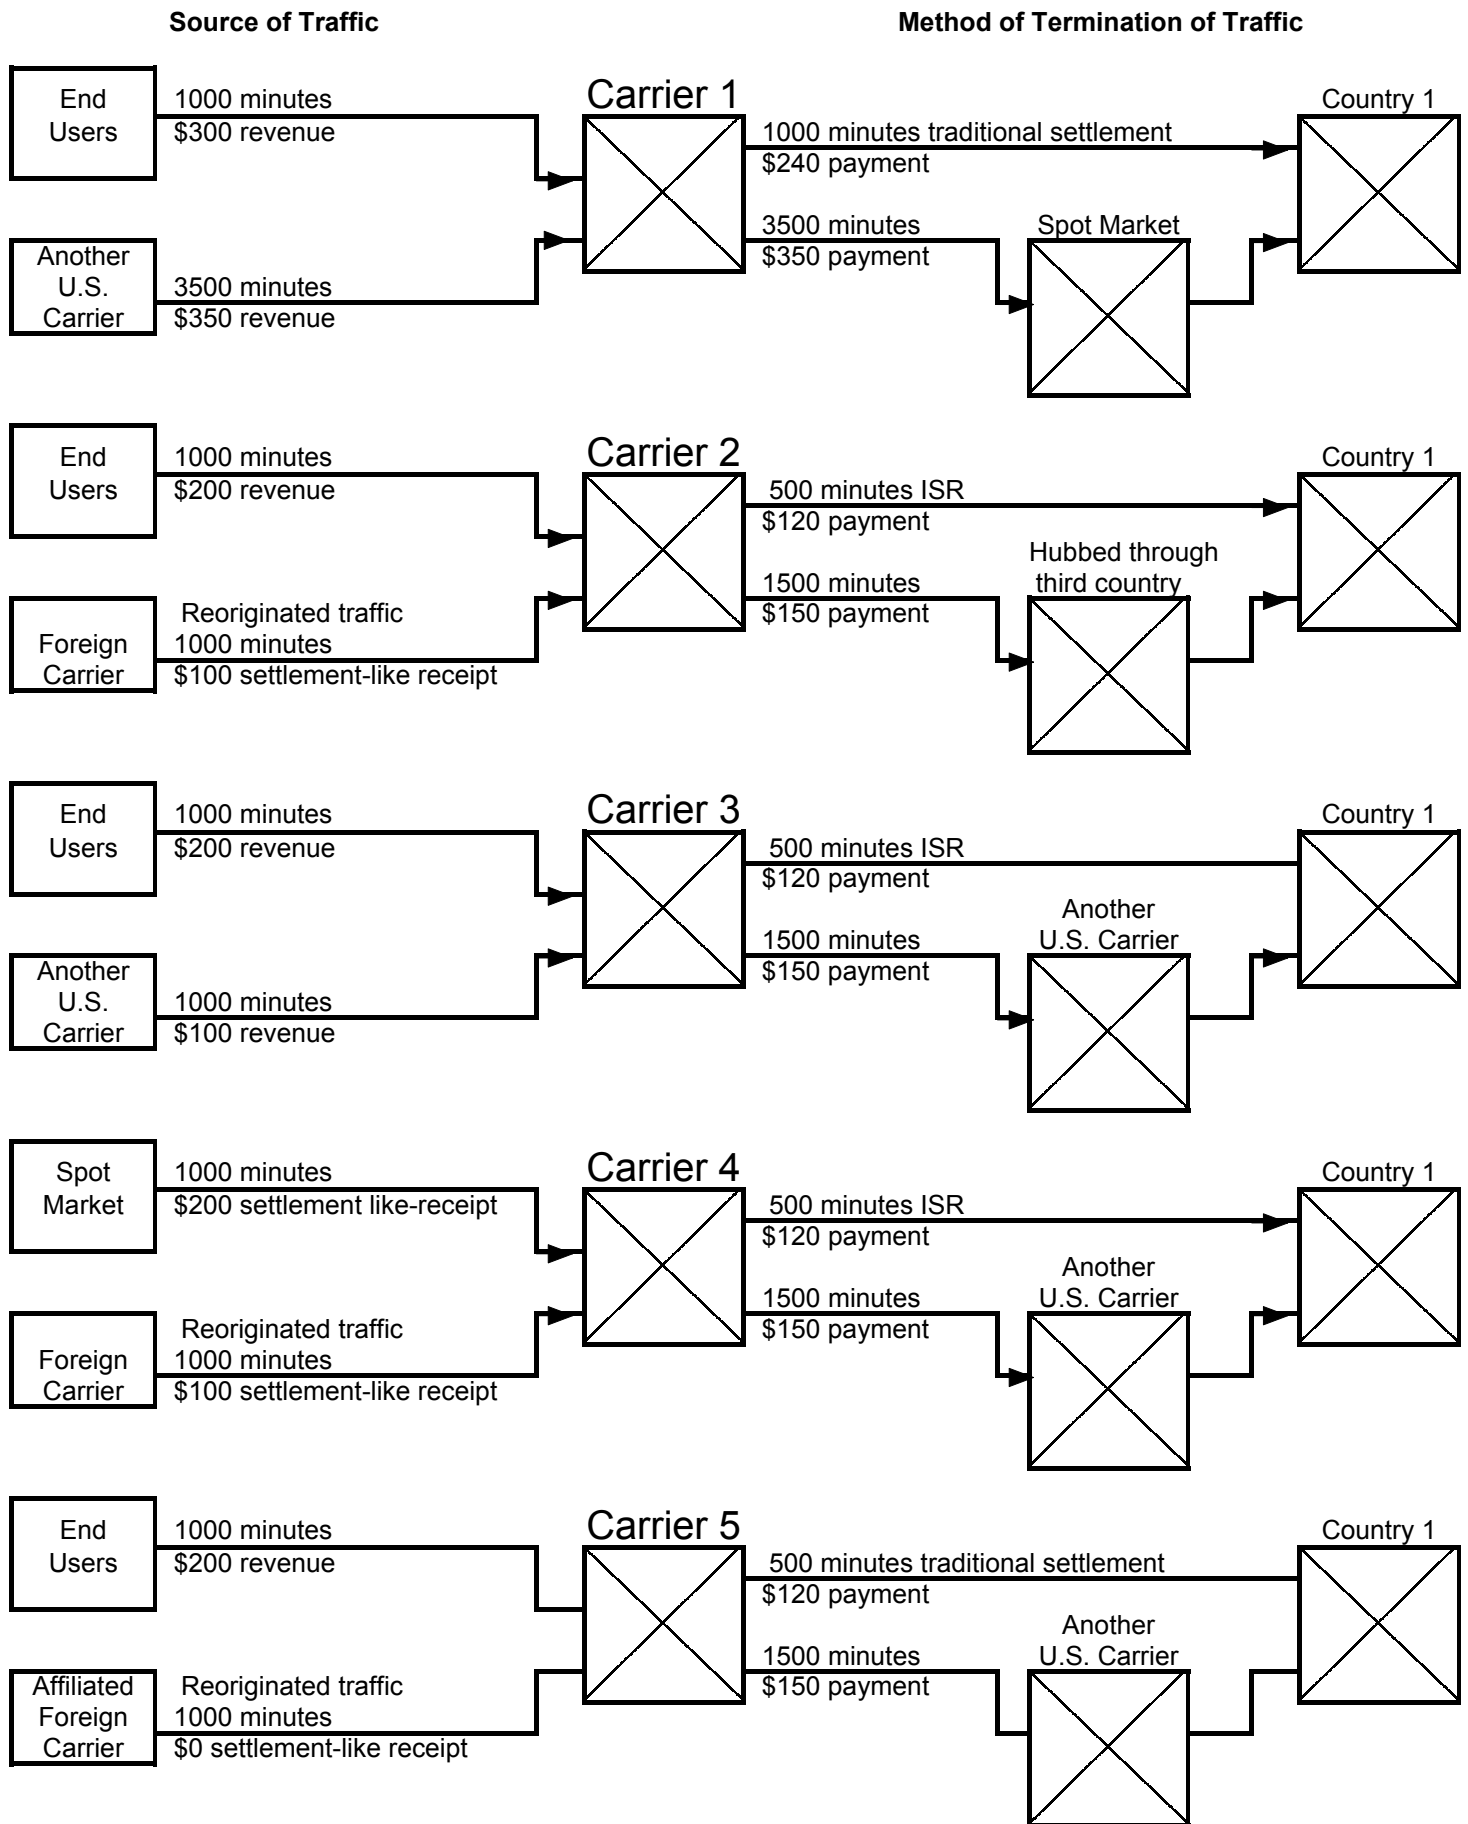 Source of Traffic
Method of Termination of Traffic
End
Users
1000 minutes
$300 revenue
Another
U.S.
Carrier
3500 minutes
$350 revenue
Carrier 1
1000 minutes traditional settlement
$240 payment
3500 minutes
$350 payment
Spot Market
Country 1
End
Users
1000 minutes
$200 revenue
Foreign
Carrier
Reoriginated traffic
1000 minutes
$100 settlement-like receipt
Carrier 2
500 minutes ISR
$120 payment
1500 minutes
$150 payment
Hubbed through
third country
Country 1
End
Users
1000 minutes
$200 revenue
Another
U.S.
Carrier
1000 minutes
$100 revenue
Carrier 3
500 minutes ISR
$120 payment
1500 minutes
$150 payment
Another
U.S. Carrier
Country 1
Spot
Market
1000 minutes
$200 settlement like-receipt
Foreign
Carrier
Reoriginated traffic
1000 minutes
$100 settlement-like receipt
Carrier 4
500 minutes ISR
$120 payment
1500 minutes
$150 payment
Another
U.S. Carrier
Country 1
End
Users
1000 minutes
$200 revenue
Affiliated
Foreign
Carrier
Reoriginated traffic
1000 minutes
$0 settlement-like receipt
Carrier 5
500 minutes traditional settlement
$120 payment
1500 minutes
$150 payment
Another
U.S. Carrier
Country 1